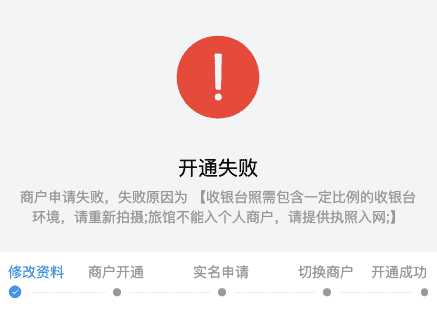 开通失败
商户申请失败，失败原因为 【收银台照需包含一定比例的收银台
环境，请重新拍摄;旅馆不能入个人商户，请提供执照入网;】
修改资料 商户开通 实名申请 切换商户 开通成功